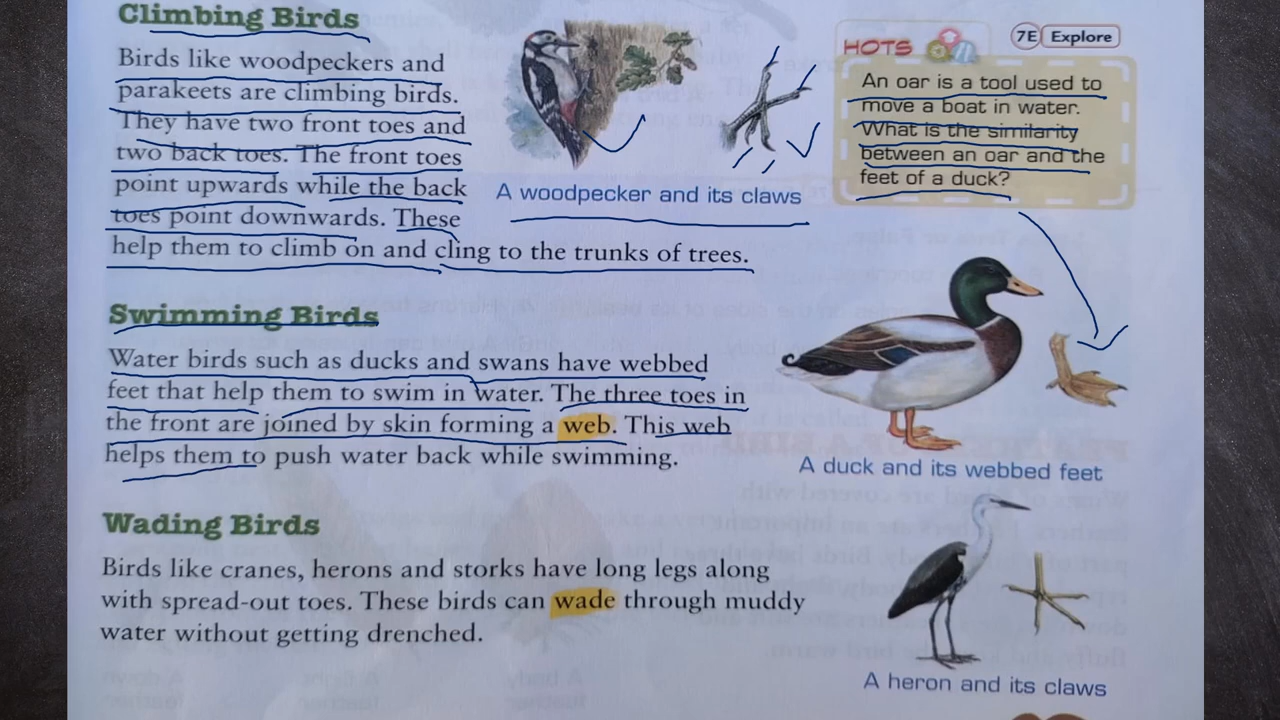 Climbing Birds
Birds like woodpeckers and
parakeets are climbing birds.
They have two front toes and
two back toes. The front toes
point upwards while the back
toes point downwards. These
help them to climb on and cling to the trunks of trees.
A woodpecker and its claws
HOTS
7E Explore
An oar is a tool used to
move a boat in water.
What is the similarity
between an oar and the
feet of a duck?
Swimming Birds
Water birds such as ducks and swans have webbed
feet that help them to swim in water. The three toes in
the front are joined by skin forming a web. This web
helps them to push water back while swimming.
A duck and its webbed feet
Wading Birds
Birds like cranes, herons and storks have long legs along
with spread-out toes. These birds can wade through muddy
water without getting drenched.
A heron and its claws